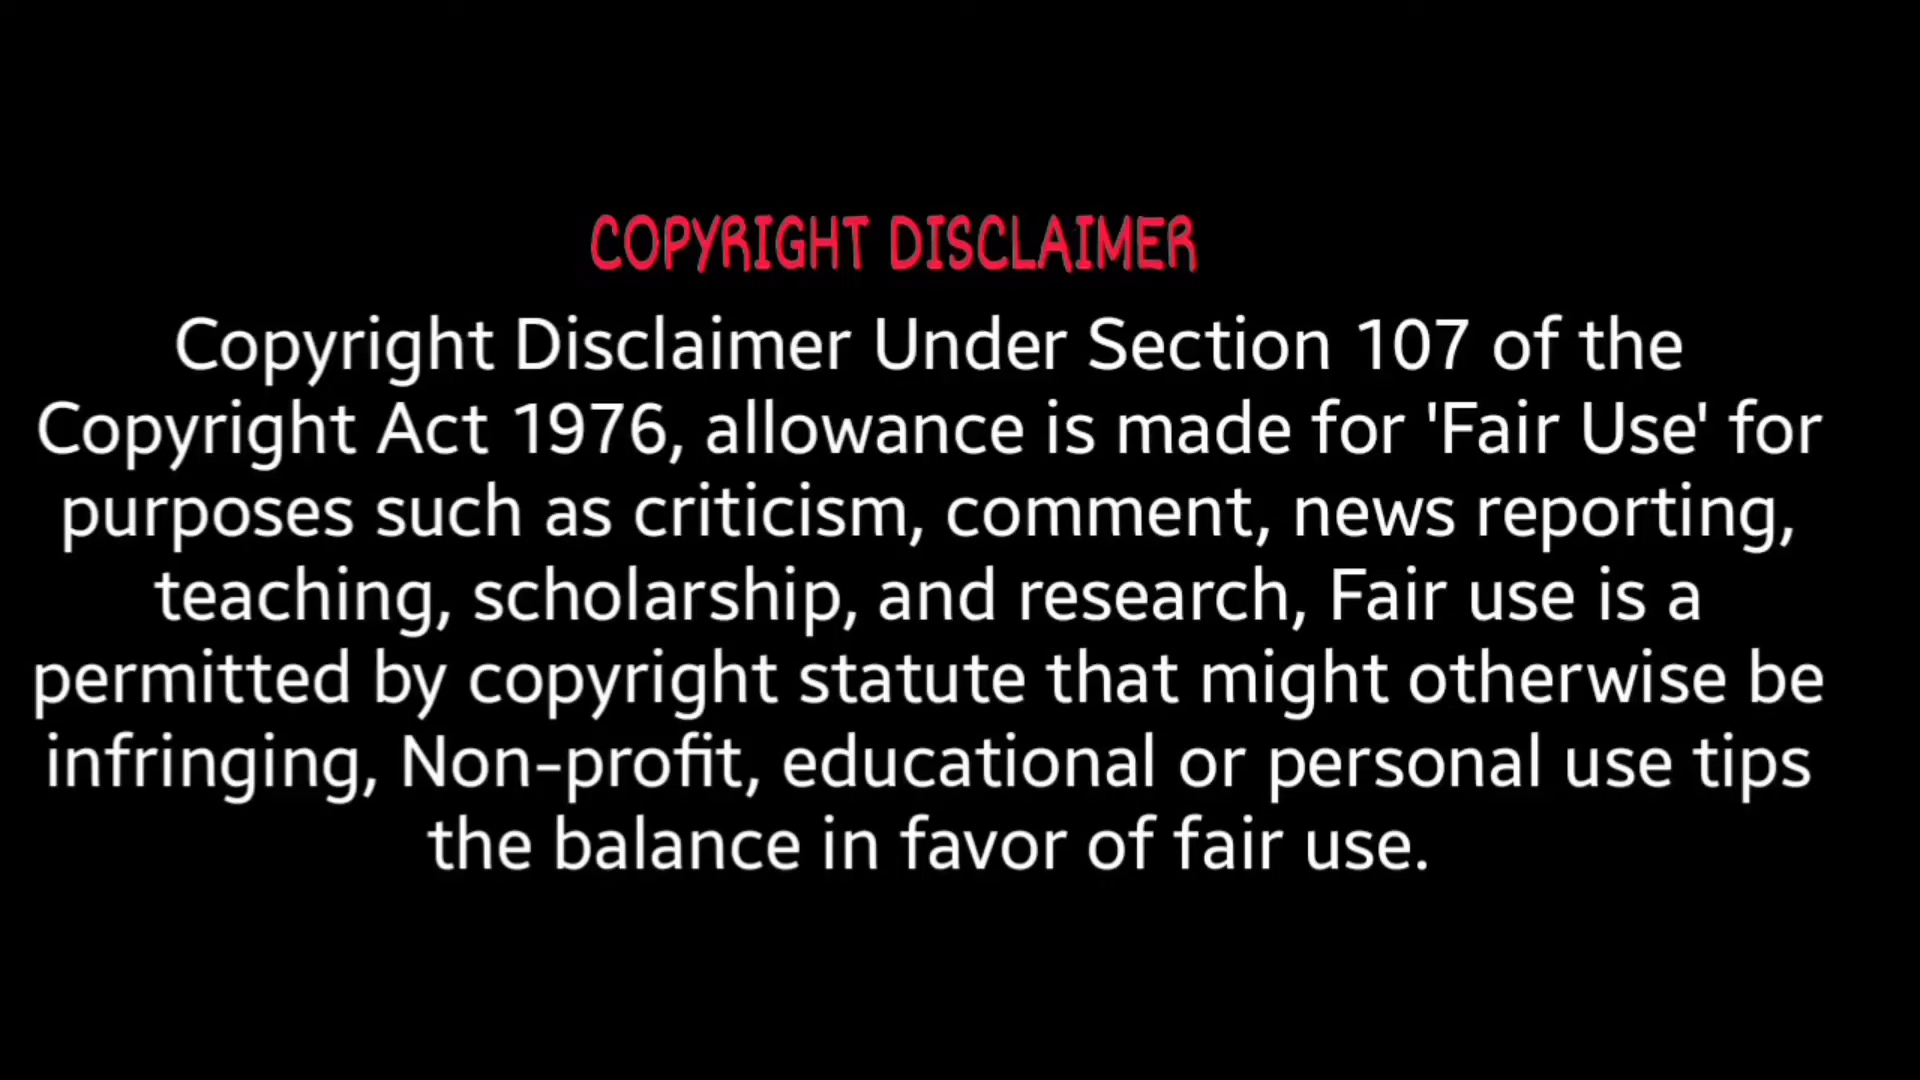 COPYRIGHT DISCLAIMER
Copyright Disclaimer Under Section 107 of the
Copyright Act 1976, allowance is made for 'Fair Use' for
purposes such as criticism, comment, news reporting,
teaching, scholarship, and research, Fair use is a
permitted by copyright statute that might otherwise be
infringing, Non-profit, educational or personal use tips
the balance in favor of fair use.